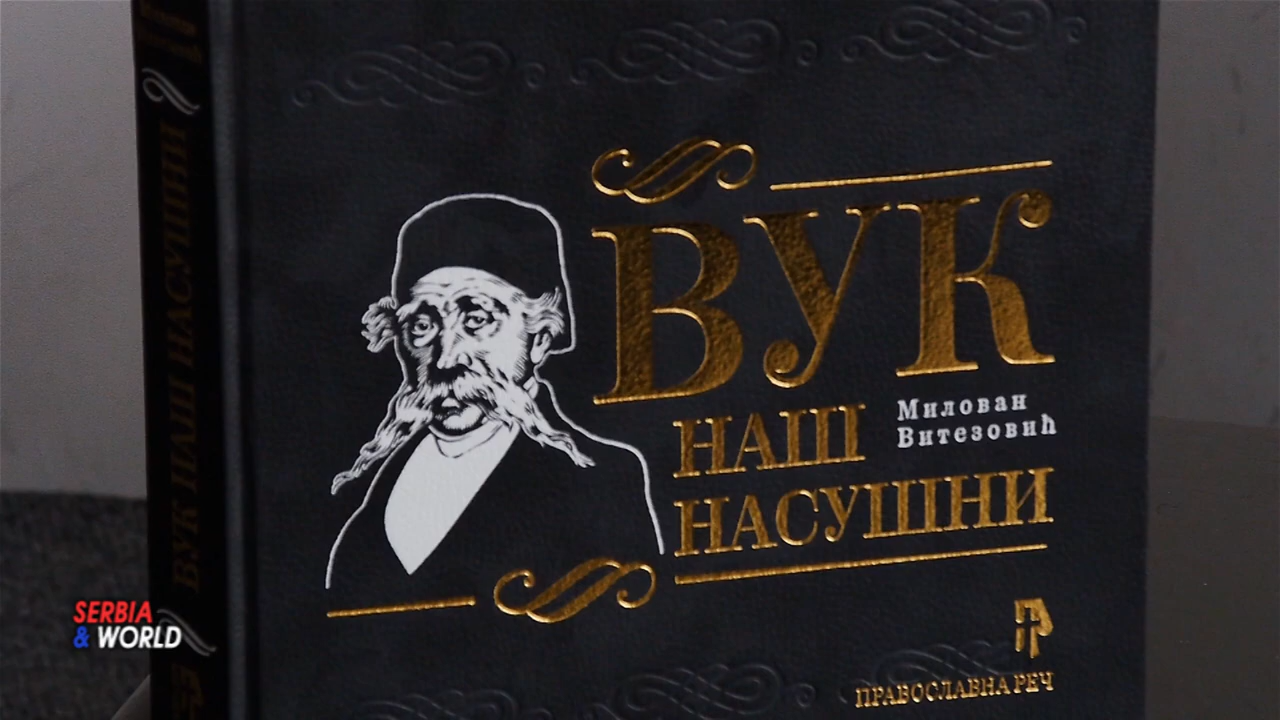 ВУК
НАШ
Милован
Витезовић
НАСУШНИ
ПРАВОСЛАВНА РЕЧ
ВУК НАШ НАСУШНИ
SERBIA
& WORLD